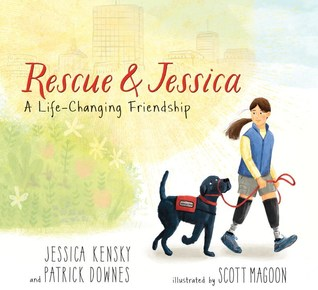 Rescue & Jessica
A Life-Changing Friendship
JESSICA KENSKY
and PATRICK DOWNES
illustrated by SCOTT MAGOON